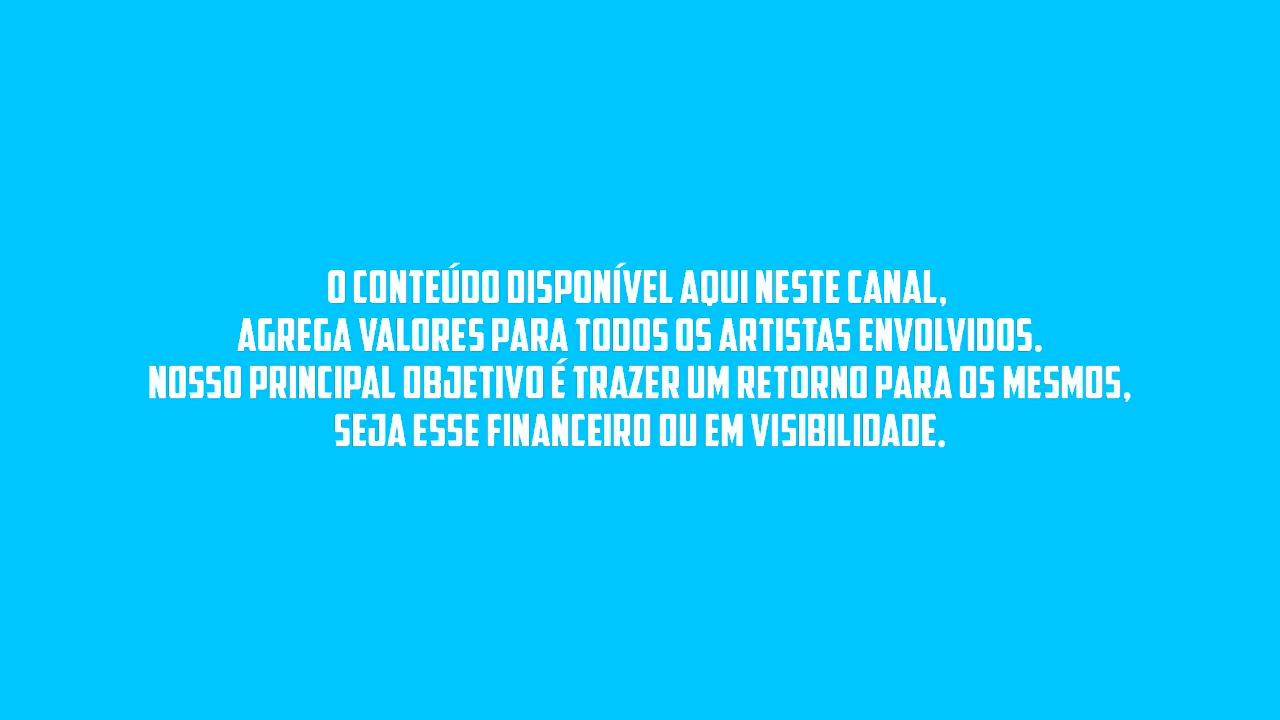 O CONTEÚDO DISPONÍVEL AQUI NESTE CANAL,
AGREGA VALORES PARA TODOS OS ARTISTAS ENVOLVIDOS.
NOSSO PRINCIPAL OBJETIVO É TRAZER UM RETORNO PARA OS MESMOS,
SEJA ESSE FINANCEIRO OU EM VISIBILIDADE.